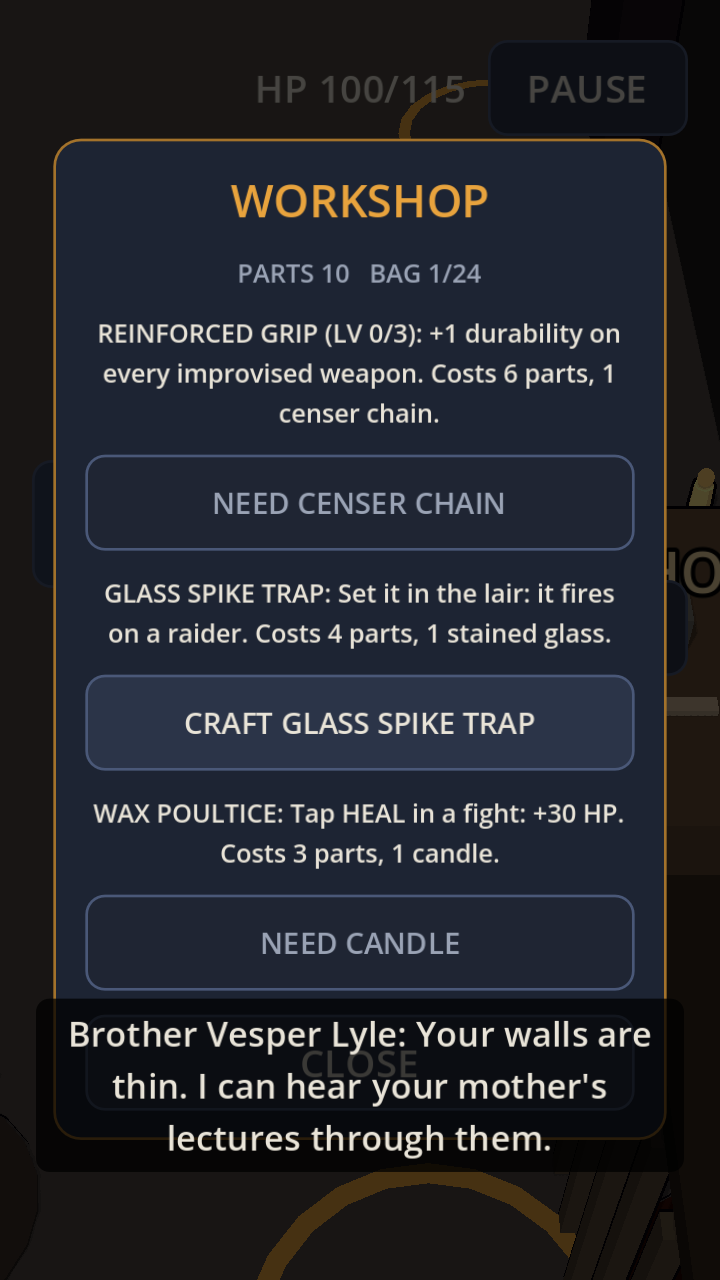 HP 100/115
PAUSE
WORKSHOP
PARTS 10 BAG 1/24
REINFORCED GRIP (LV 0/3): +1 durability on
every improvised weapon. Costs 6 parts, 1
censer chain.
NEED CENSER CHAIN
GLASS SPIKE TRAP: Set it in the lair: it fires
on a raider. Costs 4 parts, 1 stained glass.
CRAFT GLASS SPIKE TRAP
WAX POULTICE: Tap HEAL in a fight: +30 HP.
Costs 3 parts, 1 candle.
NEED CANDLE
CLOSE
Brother Vesper Lyle: Your walls are
thin. I can hear your mother's
lectures through them.